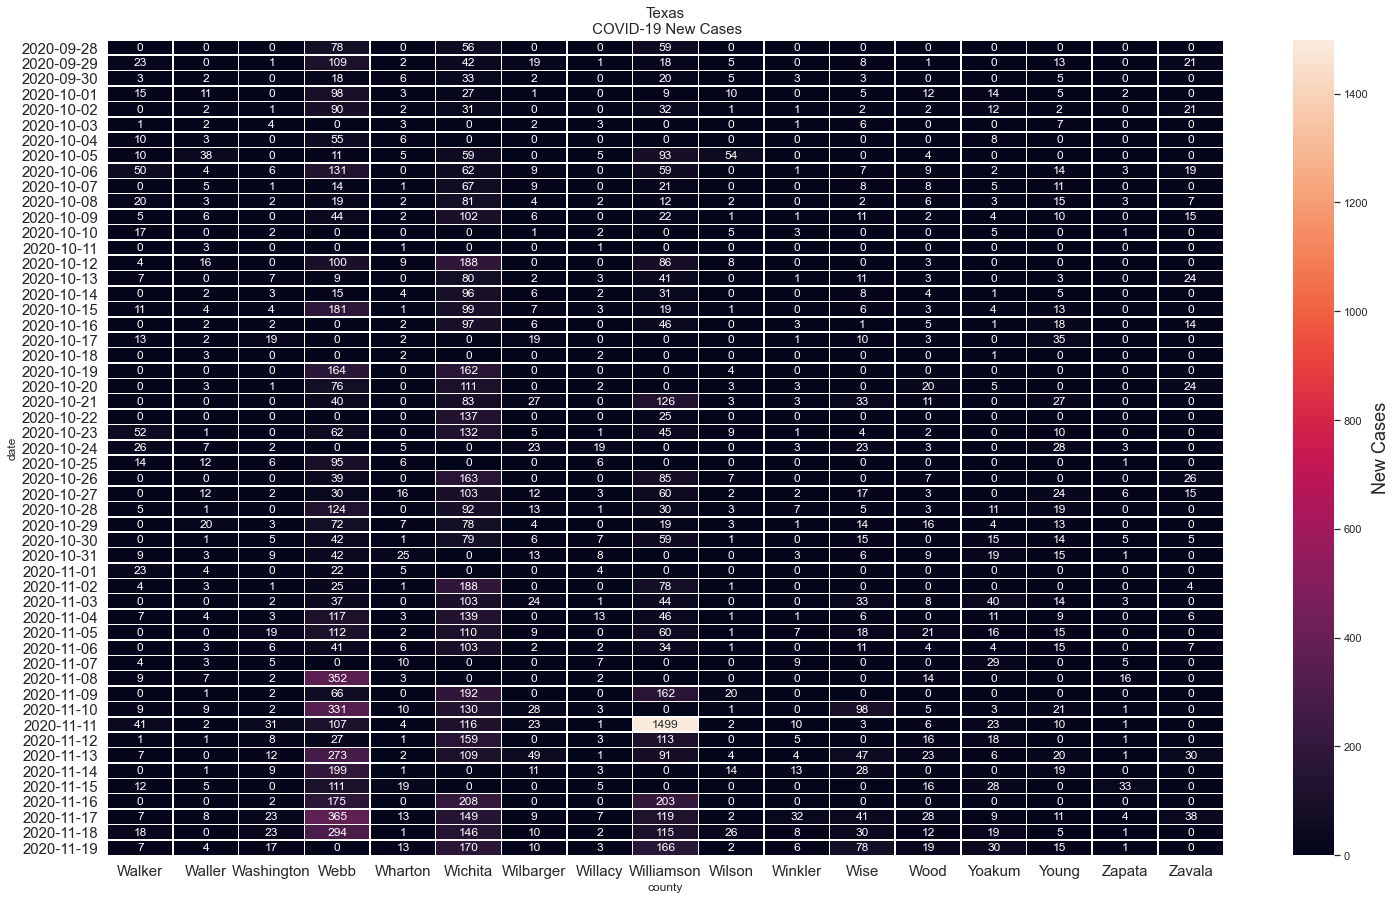 Texas
COVID-19 New Cases
2020-09-28 0 0 0 78 0 56 0 0 59 0 0 0 0 0 0 0 0
2020-09-29 23 0 1 109 2 42 19 1 18 5 0 8 1 0 13 0 21
2020-09-30 3 2 0 18 6 33 2 0 20 5 3 3 0 0 5 0 0
2020-10-01 15 11 0 98 3 27 1 0 9 10 0 5 12 14 5 2 0
2020-10-02 0 2 1 90 2 31 0 0 32 1 1 2 2 12 2 0 21
2020-10-03 1 2 4 0 3 0 2 3 0 0 1 6 0 0 7 0 0
2020-10-04 10 3 0 55 6 0 0 0 0 0 0 0 0 8 0 0 0
2020-10-05 10 38 0 11 5 59 0 5 93 54 0 0 4 0 0 0 0
2020-10-06 50 4 6 131 0 62 9 0 59 0 1 7 9 2 14 3 19
2020-10-07 0 5 1 14 1 67 9 0 21 0 0 8 8 5 11 0 0
2020-10-08 20 3 2 19 2 81 4 2 12 2 0 2 6 3 15 3 7
2020-10-09 5 6 0 44 2 102 6 0 22 1 1 11 2 4 10 0 15
2020-10-10 17 0 2 0 0 0 1 2 0 5 3 0 0 5 0 1 0
2020-10-11 0 3 0 0 1 0 0 1 0 0 0 0 0 0 0 0 0
2020-10-12 4 16 0 100 9 188 0 0 86 8 0 0 3 0 0 0 0
2020-10-13 7 0 7 9 0 80 2 3 41 0 1 11 3 0 3 0 24
2020-10-14 0 2 3 15 4 96 6 2 31 0 0 8 4 1 5 0 0
2020-10-15 11 4 4 181 1 99 7 3 19 1 0 6 3 4 13 0 0
2020-10-16 0 2 2 0 2 97 6 0 46 0 3 1 5 1 18 0 14
2020-10-17 13 2 19 0 2 0 19 0 0 0 1 10 3 0 35 0 0
2020-10-18 0 3 0 0 2 0 0 2 0 0 0 0 0 1 0 0 0
2020-10-19 0 0 0 164 0 162 0 0 0 4 0 0 0 0 0 0 0
2020-10-20 0 3 1 76 0 111 0 2 0 3 3 0 20 5 0 0 24
2020-10-21 0 0 0 40 0 83 27 0 126 3 3 33 11 0 27 0 0
2020-10-22 0 0 0 0 0 137 0 0 25 0 0 0 0 0 0 0 0
2020-10-23 52 1 0 62 0 132 5 1 45 9 1 4 2 0 10 0 0
2020-10-24 26 7 2 0 5 0 23 19 0 0 3 23 3 0 28 3 0
2020-10-25 14 12 6 95 6 0 0 6 0 0 0 0 0 0 0 1 0
2020-10-26 0 0 0 39 0 163 0 0 85 7 0 0 7 0 0 0 26
2020-10-27 0 12 2 30 16 103 12 3 60 2 2 17 3 0 24 6 15
2020-10-28 5 1 0 124 0 92 13 1 30 3 7 5 3 11 19 0 0
2020-10-29 0 20 3 72 7 78 4 0 19 3 1 14 16 4 13 0 0
2020-10-30 0 1 5 42 1 79 6 7 59 1 0 15 0 15 14 5 5
2020-10-31 9 3 9 42 25 0 13 8 0 0 3 6 9 19 15 1 0
2020-11-01 23 4 0 22 5 0 0 4 0 0 0 0 0 0 0 0 0
2020-11-02 4 3 1 25 1 188 0 0 78 1 0 0 0 0 0 0 4
2020-11-03 0 0 2 37 0 103 24 1 44 0 0 33 8 40 14 3 0
2020-11-04 7 4 3 117 3 139 0 13 46 1 1 6 0 11 9 0 6
2020-11-05 0 0 19 112 2 110 9 0 60 1 7 18 21 16 15 0 0
2020-11-06 0 3 6 41 6 103 2 2 34 1 0 11 4 4 15 0 7
2020-11-07 4 3 5 0 10 0 0 7 0 0 9 0 0 29 0 5 0
2020-11-08 9 7 2 352 3 0 0 2 0 0 0 0 14 0 0 16 0
2020-11-09 0 1 2 66 0 192 0 0 162 20 0 0 0 0 0 0 0
2020-11-10 9 9 2 331 10 130 28 3 0 1 0 98 5 3 21 1 0
2020-11-11 41 2 31 107 4 116 23 1 1499 2 10 3 6 23 10 1 0
2020-11-12 1 1 8 27 1 159 0 3 113 0 5 0 16 18 0 1 0
2020-11-13 7 0 12 273 2 109 49 1 91 4 4 47 23 6 20 1 30
2020-11-14 0 1 9 199 1 0 11 3 0 14 13 28 0 0 19 0 0
2020-11-15 12 5 0 111 19 0 0 5 0 0 0 0 16 28 0 33 0
2020-11-16 0 0 2 175 0 208 0 0 203 0 0 0 0 0 0 0 0
2020-11-17 7 8 23 365 13 149 9 7 119 2 32 41 28 9 11 4 38
2020-11-18 18 0 23 294 1 146 10 2 115 26 8 30 12 19 5 1 0
2020-11-19 7 4 17 0 13 170 10 3 166 2 6 78 19 30 15 1 0
Walker Waller Washington Webb Wharton Wichita Wilbarger Willacy Williamson Wilson Winkler Wise Wood Yoakum Young Zapata Zavala
county
date
1400
1200
1000
800
600
400
200
0
New Cases